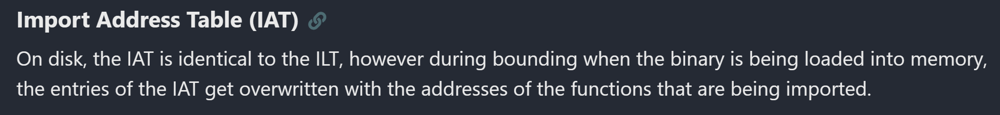 Import Address Table (IAT)
On disk, the IAT is identical to the ILT, however during bounding when the binary is being loaded into memory,
the entries of the IAT get overwritten with the addresses of the functions that are being imported.